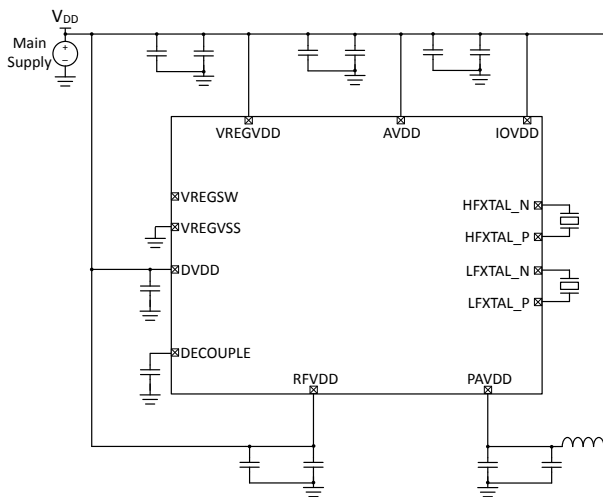 VDD
Main
Supply
VREGVDD
AVDD
IOVDD
VREGSW
VREGVSS
DVDD
DECOUPLE
HFXTAL_N
HFXTAL_P
LFXTAL_N
LFXTAL_P
RFVDD
PAVDD